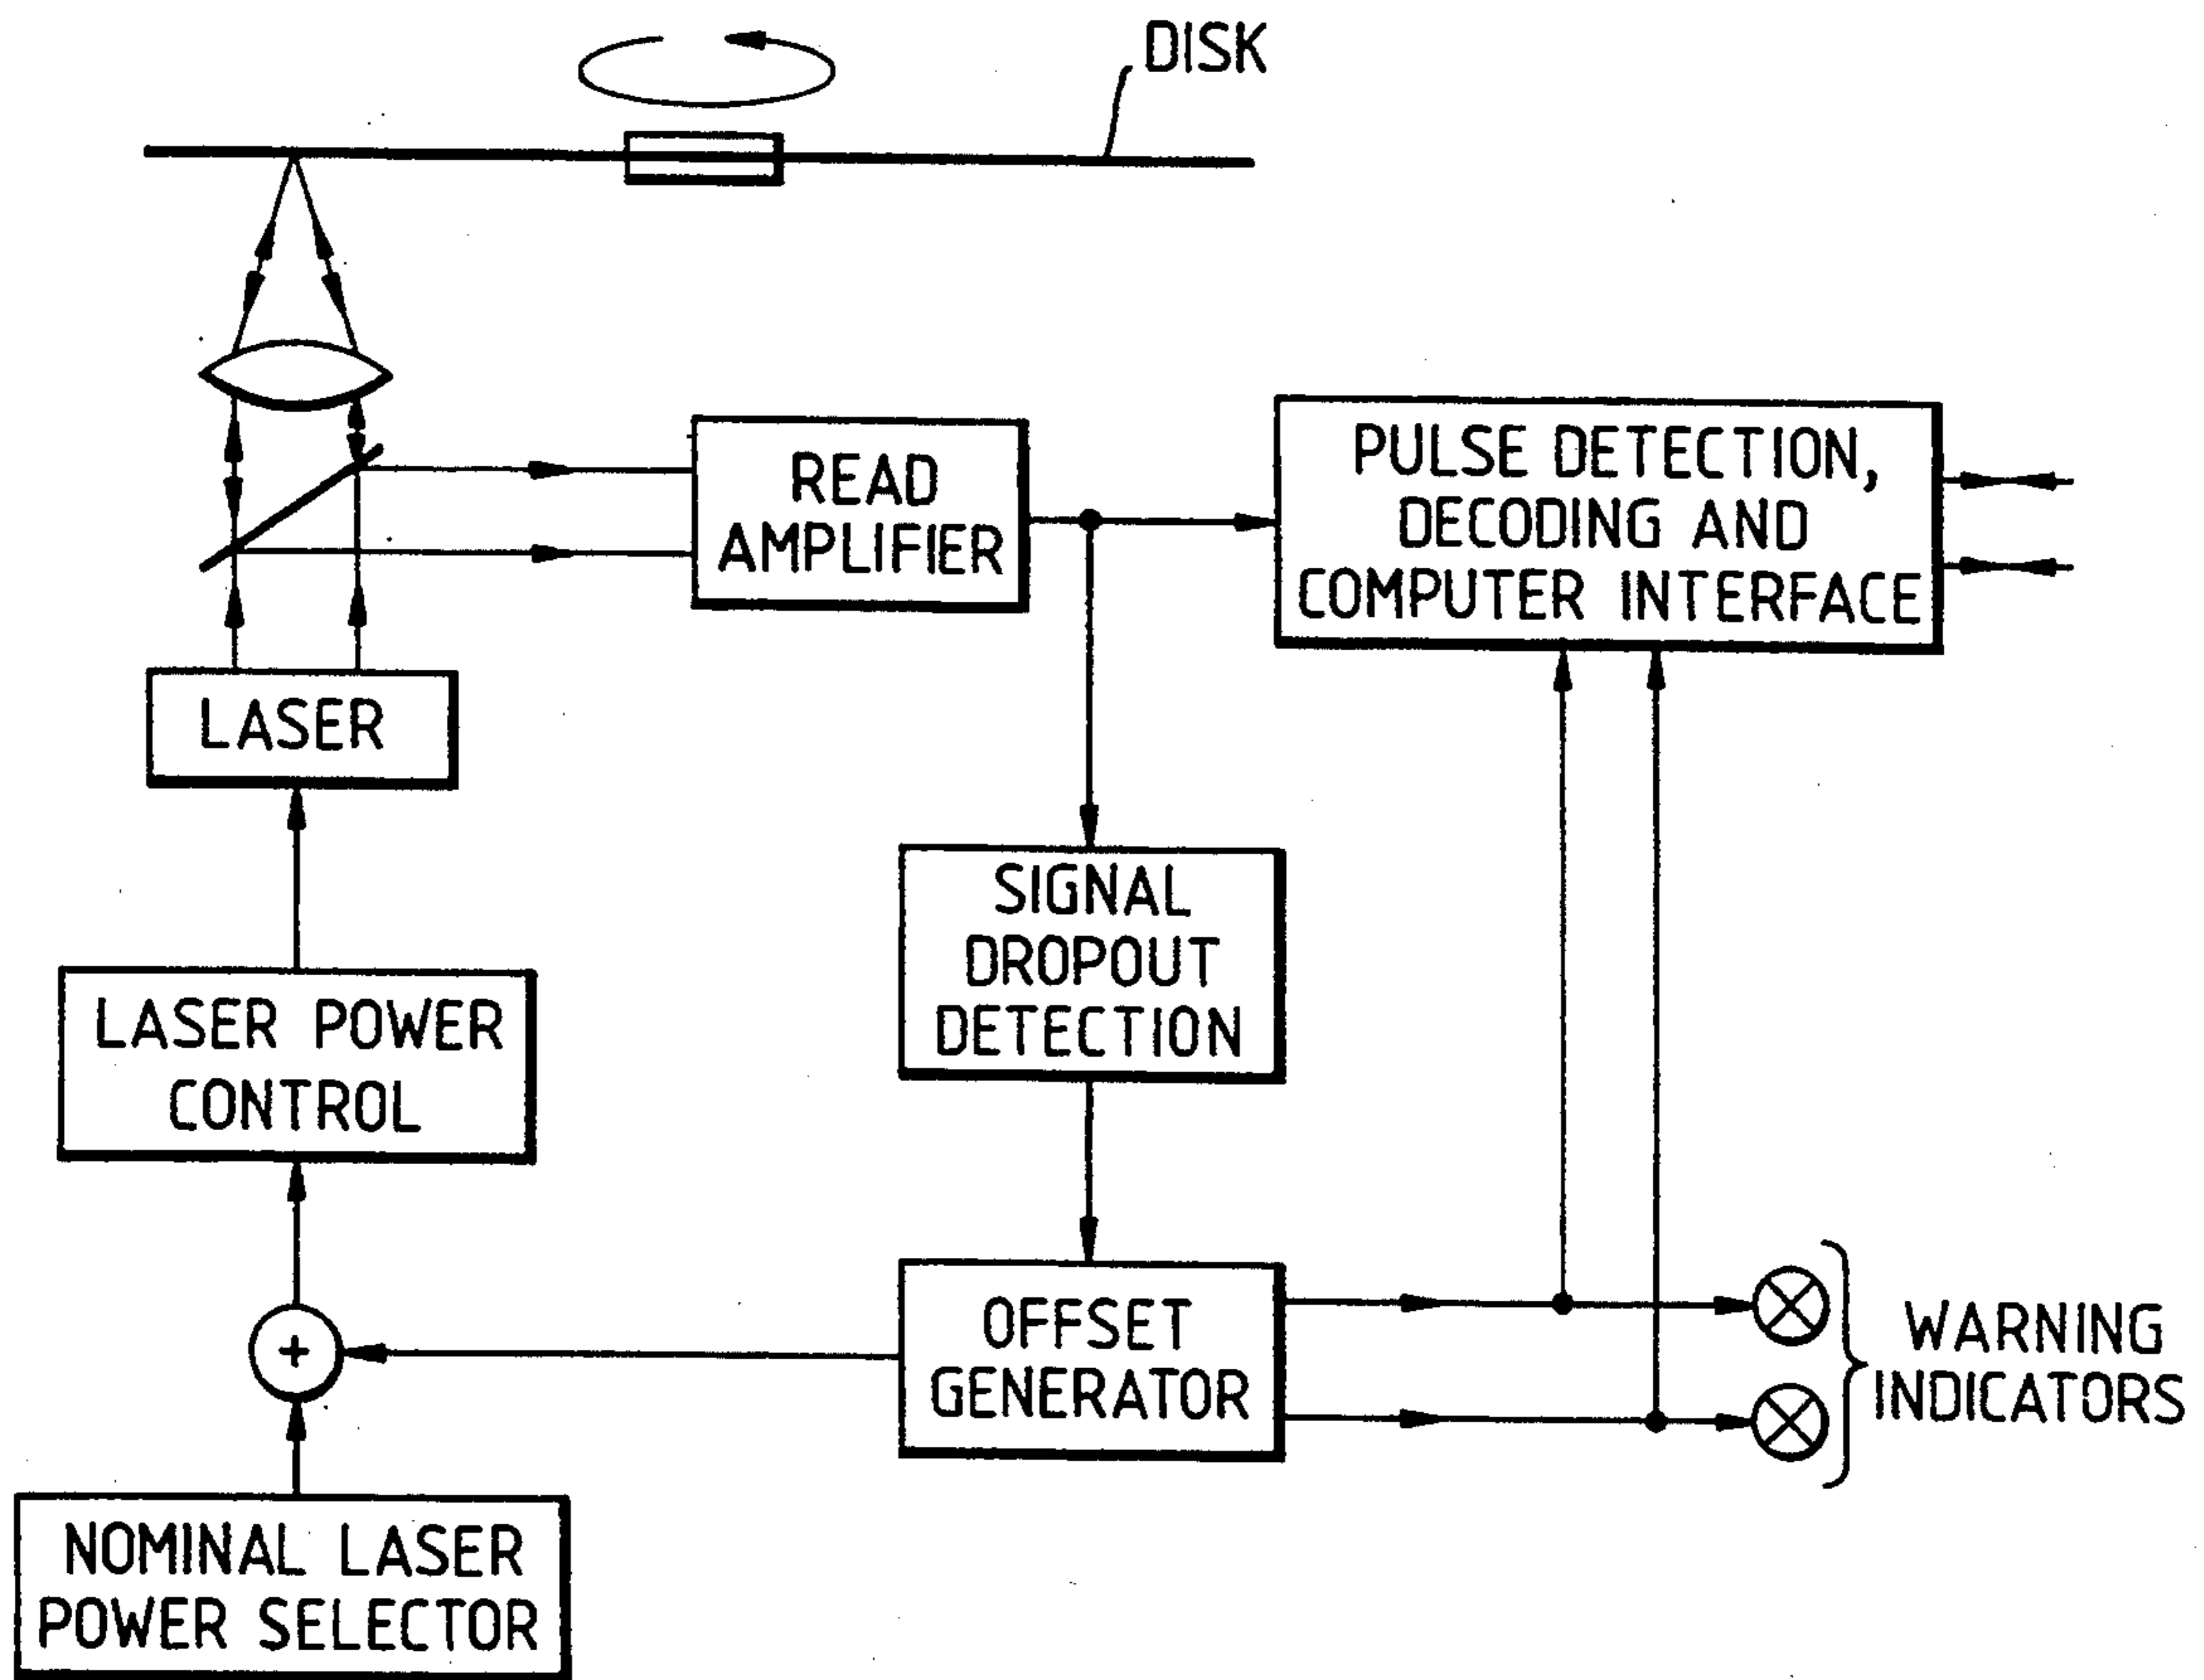 DISK
READ
AMPLIFIER
PULSE DETECTION,
DECODING AND
COMPUTER INTERFACE
LASER
SIGNAL
DROPOUT
DETECTION
LASER POWER
CONTROL
OFFSET
GENERATOR
+
WARNING
INDICATORS
NOMINAL LASER
POWER SELECTOR